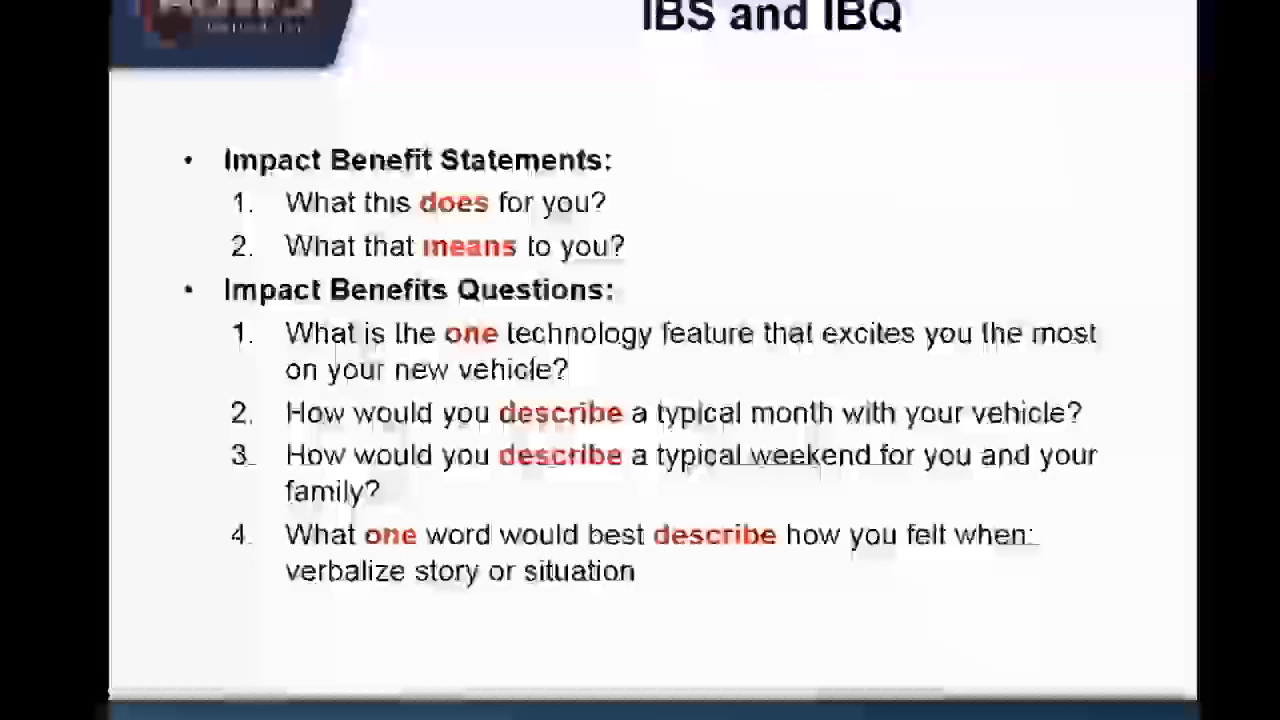 IBS and IBQ
• Impact Benefit Statements:
1. What this does for you?
2. What that means to you?
• Impact Benefits Questions:
1. What is the one technology feature that excites you the most
on your new vehicle?
2. How would you describe a typical month with your vehicle?
3. How would you describe a typical weekend for you and your
family?
4. What one word would best describe how you felt when:
verbalize story or situation